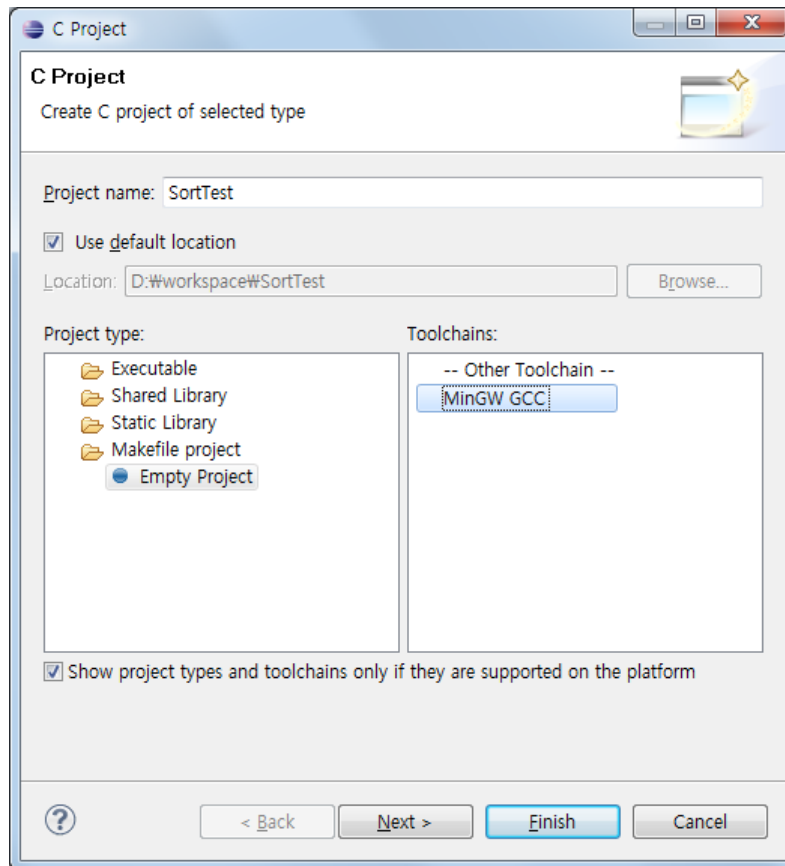 C Project
C Project
Create C project of selected type
Project name: SortTest
Use default location
Location: D:₩workspace₩SortTest Browse...
Project type:
Executable
Shared Library
Static Library
Makefile project
Empty Project
Toolchains:
-- Other Toolchain --
MinGW GCC
Show project types and toolchains only if they are supported on the platform
? < Back Next > Finish Cancel